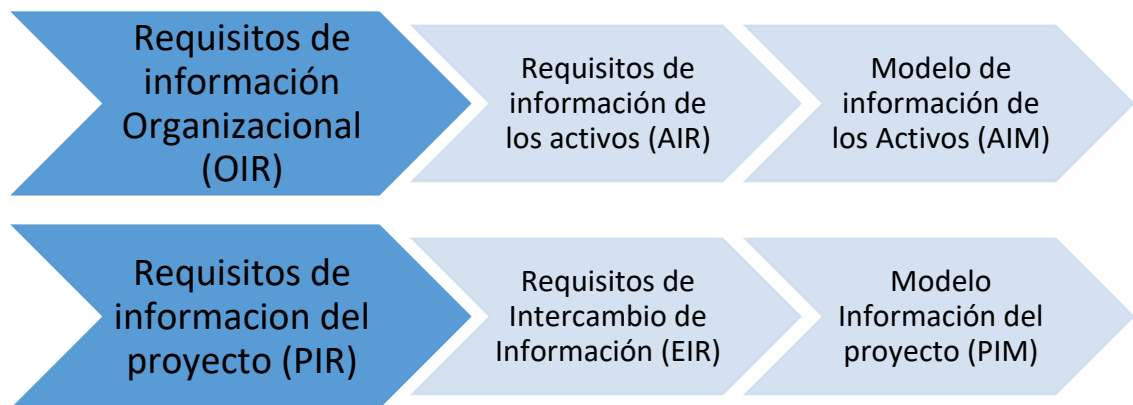 Requisitos de
información
Organizacional
(OIR)
Requisitos de
información de
los activos (AIR)
Modelo de
información de
los Activos (AIM)
Requisitos de
informacion del
proyecto (PIR)
Requisitos de
Intercambio de
Información (EIR)
Modelo
Información del
proyecto (PIM)